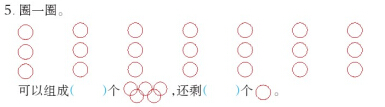 5. 圈一圈。
可以组成(　　)个 ,还剩(　　)个 。